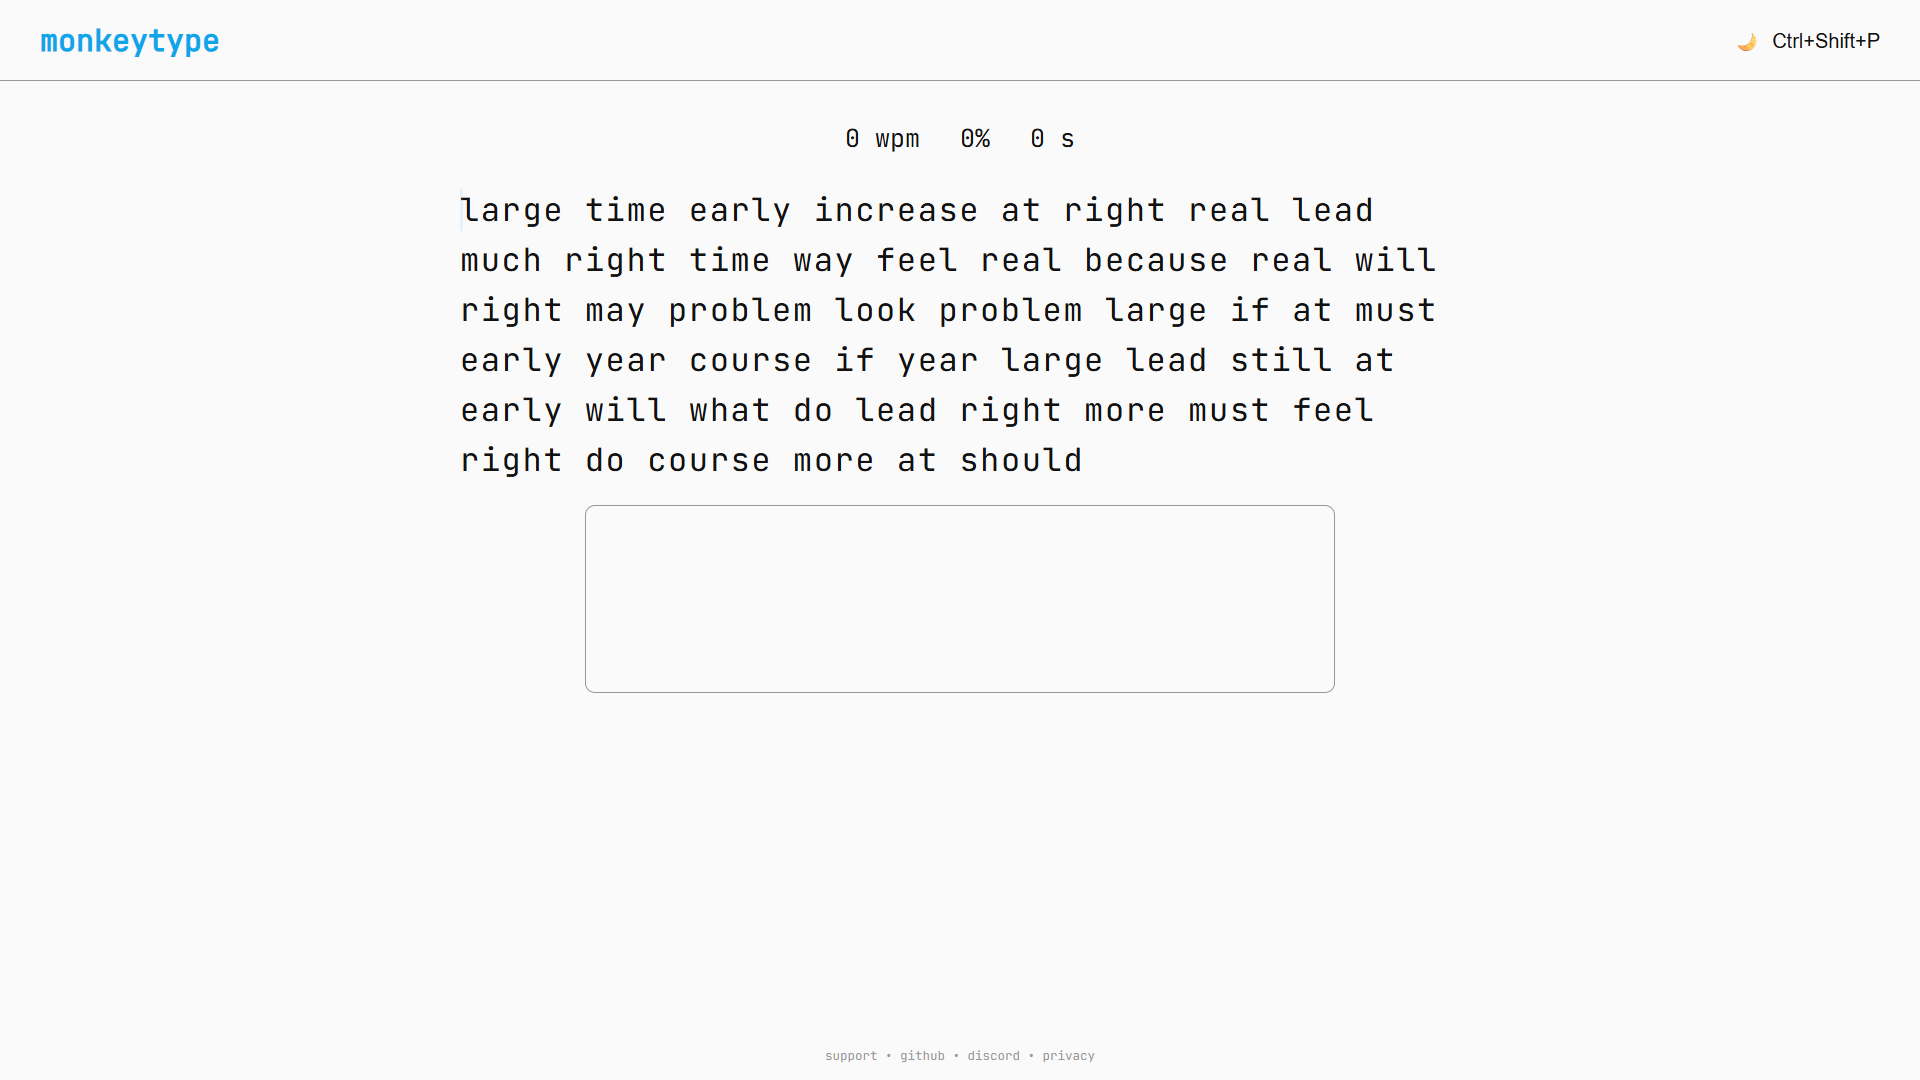 monkeytype
🌙 Ctrl+Shift+P
0 wpm 0% 0 s
large time early increase at right real lead
much right time way feel real because real will
right may problem look problem large if at must
early year course if year large lead still at
early will what do lead right more must feel
right do course more at should
support • github • discord • privacy